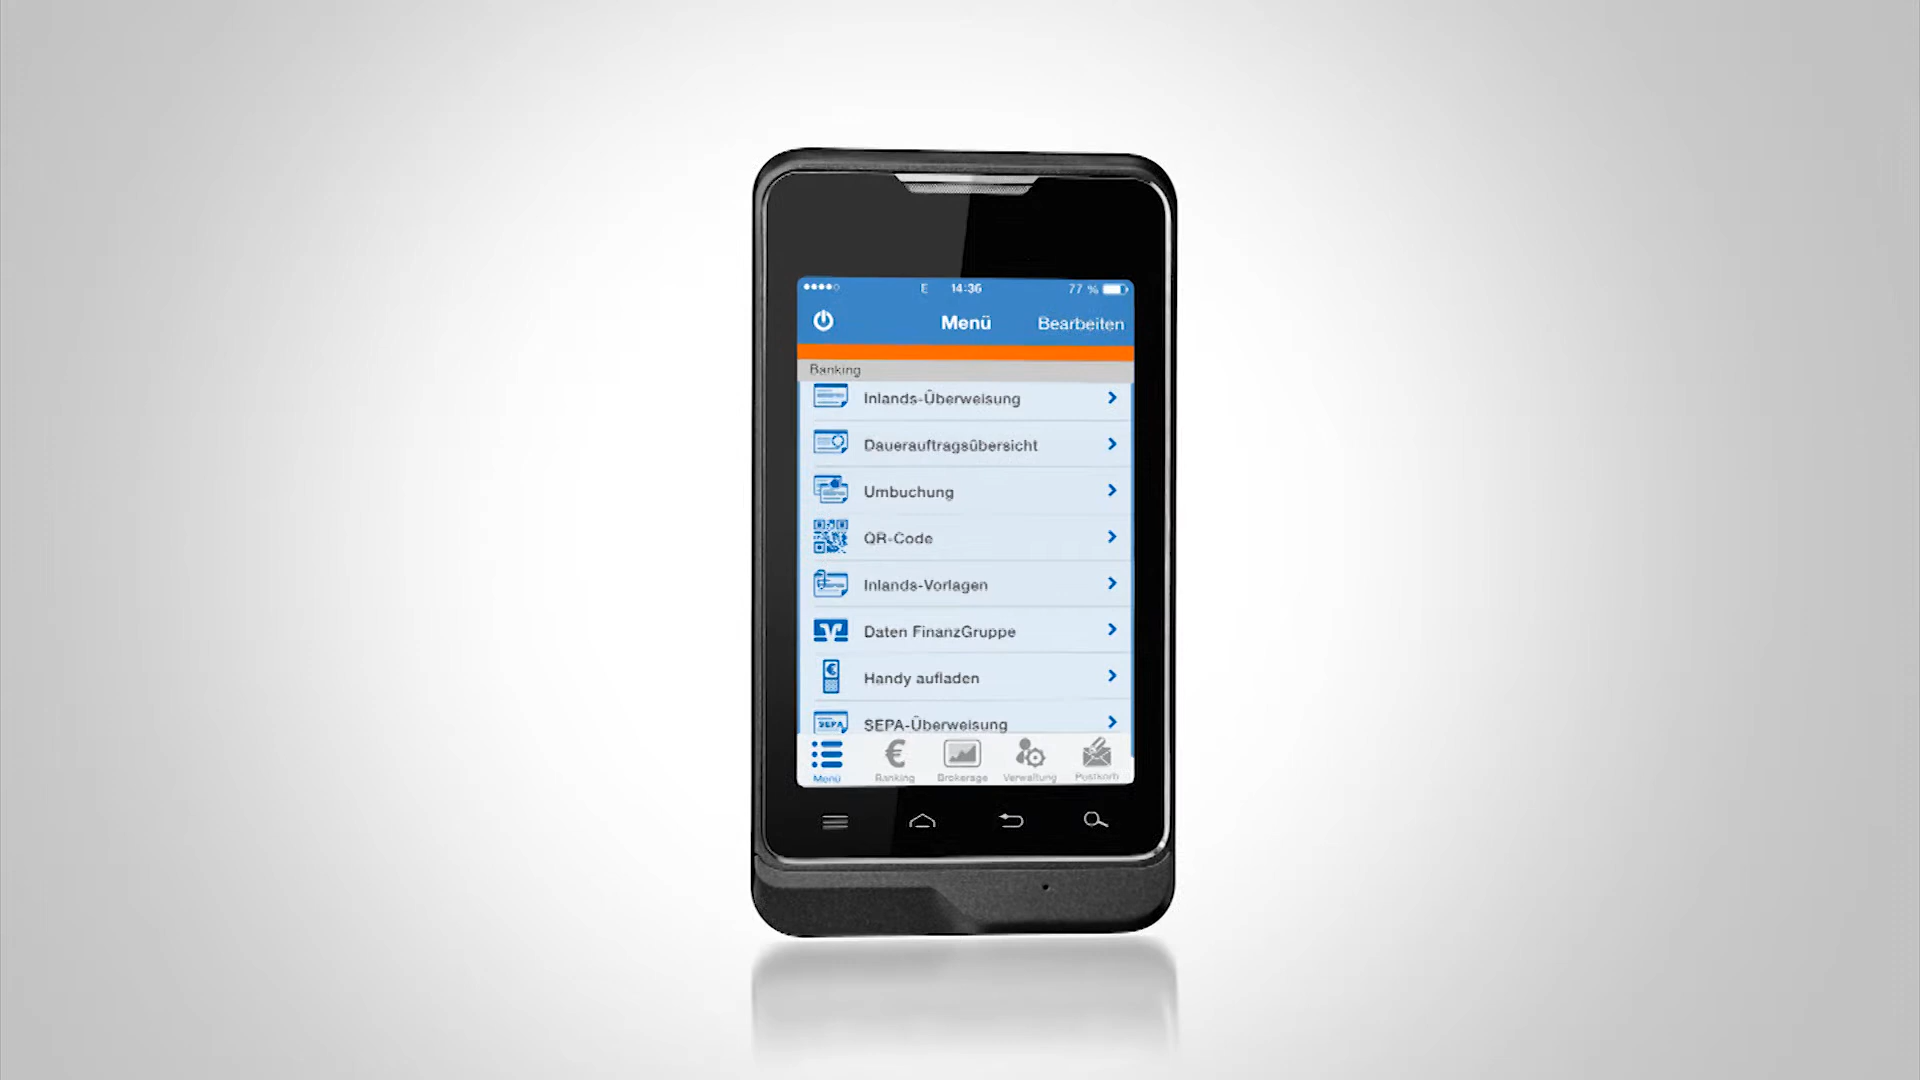 E 14:36 77 %
Menü Bearbeiten
Banking
Inlands-Überweisung
Dauerauftragsübersicht
Umbuchung
QR-Code
Inlands-Vorlagen
Daten FinanzGruppe
Handy aufladen
SEPA SEPA-Überweisung
Menü Banking Brokerage Verwaltung Postkorb